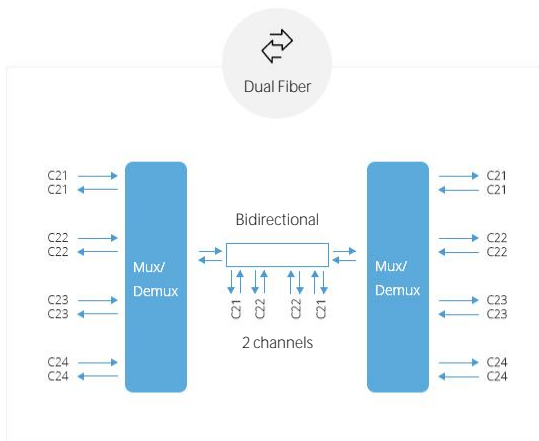 Dual Fiber
C21
C21
C22
C22
C23
C23
C24
C24
Mux/
Demux
Bidirectional
C21
C22
C22
C21
2 channels
Mux/
Demux
C21
C21
C22
C22
C23
C23
C24
C24